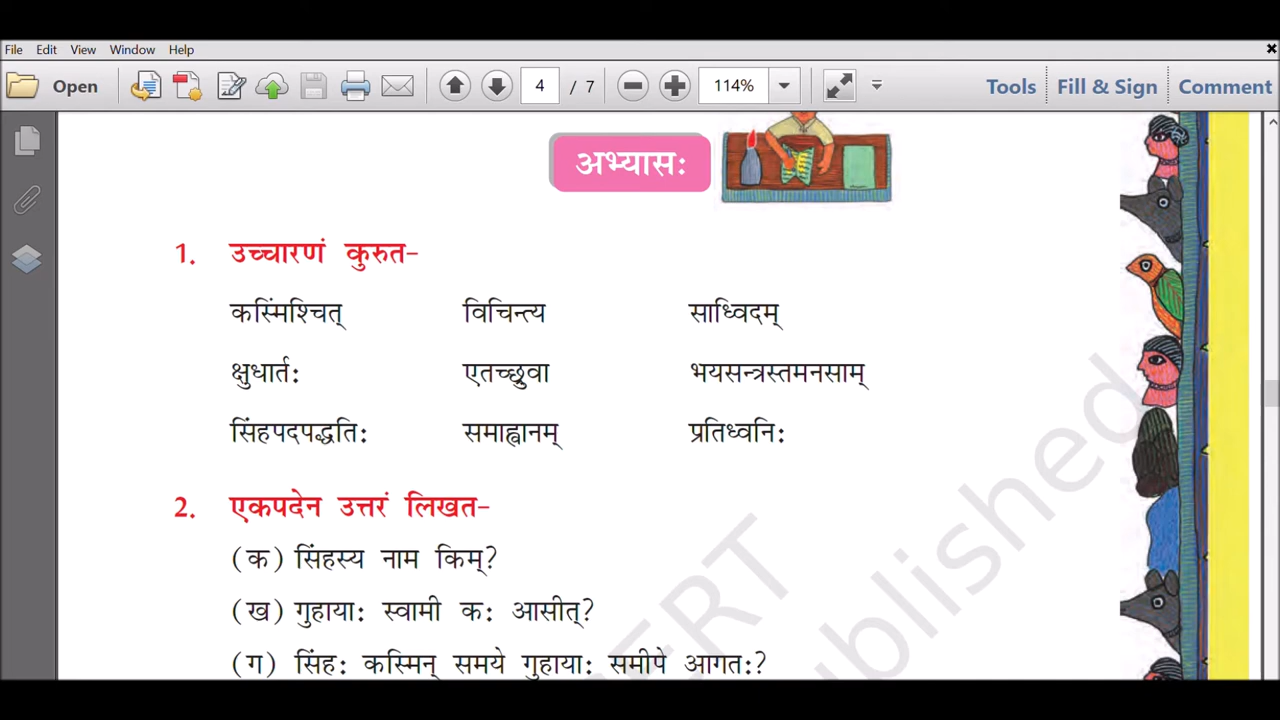 File Edit View Window Help
Open 4 / 7 114% Tools Fill & Sign Comment
अभ्यासः
1. उच्चारणं कुरुत-
कस्मिंश्चित् विचिन्त्य साध्विदम्
क्षुधार्तः एतच्छ्रुत्वा भयसन्त्रस्तमनसाम्
सिंहपदपद्धतिः समाह्वानम् प्रतिध्वनिः
2. एकपदेन उत्तरं लिखत-
(क) सिंहस्य नाम किम्?
(ख) गुहायाः स्वामी कः आसीत्?
(ग) सिंहः कस्मिन् समये गुहायाः समीपे आगतः?
ublished